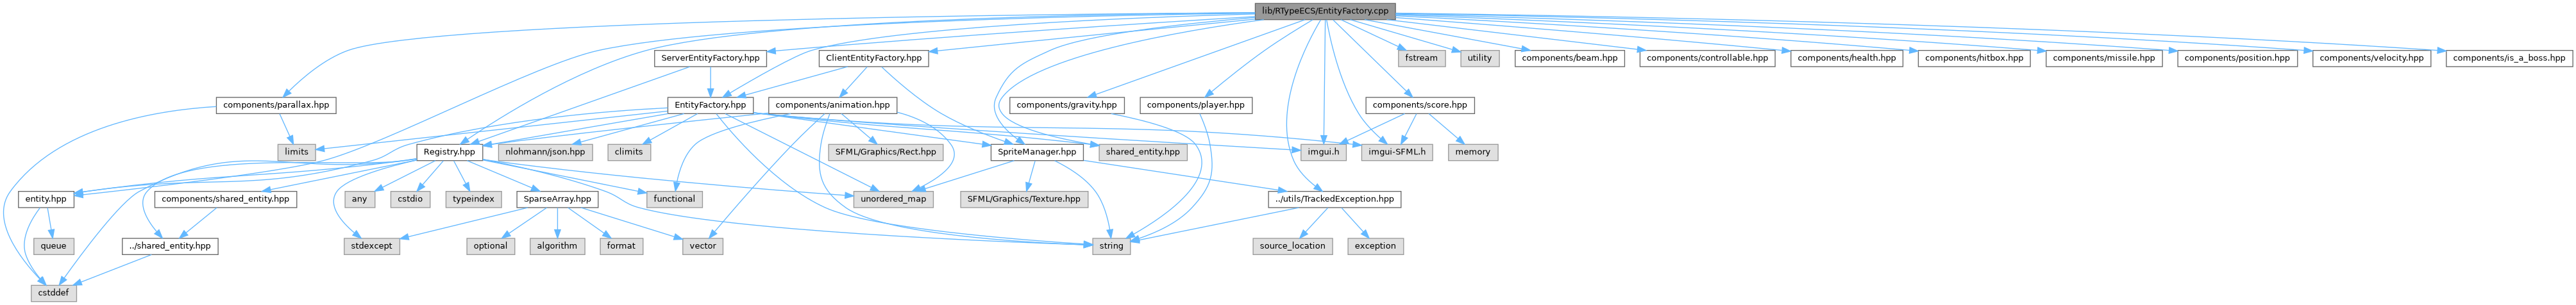 lib/RTypeECS/EntityFactory.cpp
ServerEntityFactory.hpp
ClientEntityFactory.hpp
fstream
utility
components/beam.hpp
components/controllable.hpp
components/health.hpp
components/hitbox.hpp
components/missile.hpp
components/position.hpp
components/velocity.hpp
components/is_a_boss.hpp
components/parallax.hpp
EntityFactory.hpp
components/animation.hpp
components/gravity.hpp
components/player.hpp
components/score.hpp
limits
Registry.hpp
nlohmann/json.hpp
climits
SFML/Graphics/Rect.hpp
SpriteManager.hpp
shared_entity.hpp
imgui.h
imgui-SFML.h
memory
entity.hpp
components/shared_entity.hpp
any
cstdio
typeindex
SparseArray.hpp
functional
unordered_map
SFML/Graphics/Texture.hpp
../utils/TrackedException.hpp
queue
../shared_entity.hpp
stdexcept
optional
algorithm
format
vector
string
source_location
exception
cstddef